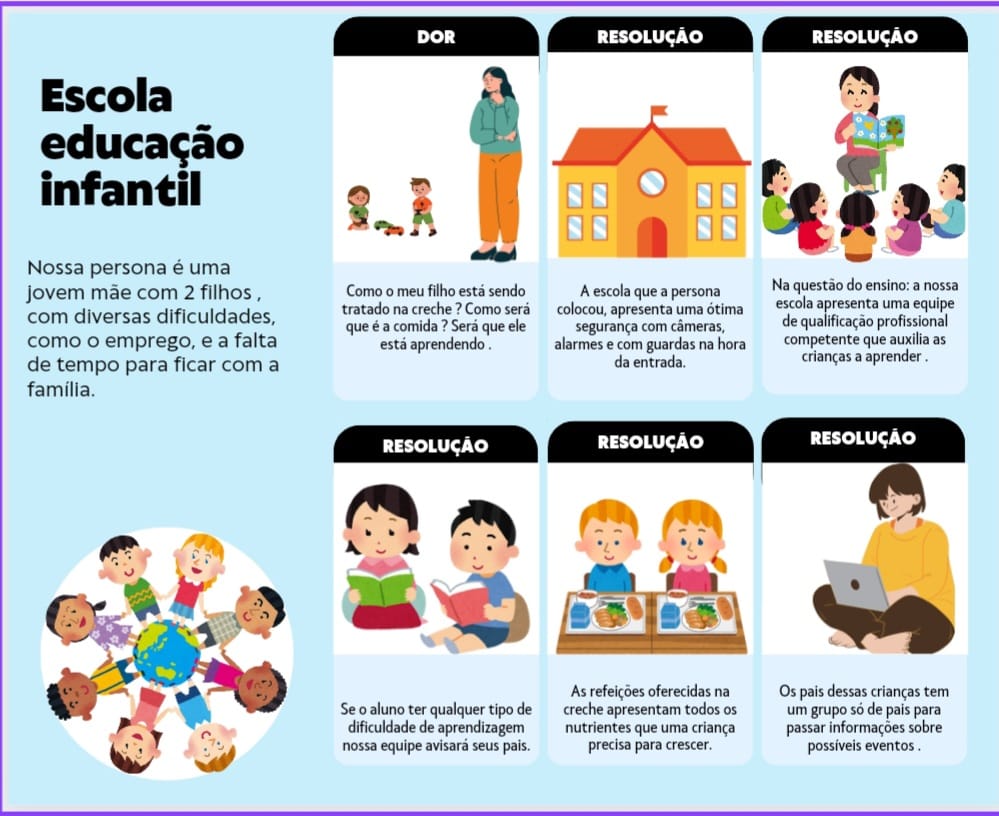 Escola
educação
infantil
Nossa persona é uma
jovem mãe com 2 filhos ,
com diversas dificuldades,
como o emprego, e a falta
de tempo para ficar com a
família.
DOR
Como o meu filho está sendo
tratado na creche ? Como será
que é a comida ? Será que ele
está aprendendo .
RESOLUÇÃO
A escola que a persona
colocou, apresenta uma ótima
segurança com câmeras,
alarmes e com guardas na hora
da entrada.
RESOLUÇÃO
Na questão do ensino: a nossa
escola apresenta uma equipe
de qualificação profissional
competente que auxilia as
crianças a aprender .
RESOLUÇÃO
Se o aluno ter qualquer tipo de
dificuldade de aprendizagem
nossa equipe avisará seus pais.
RESOLUÇÃO
As refeições oferecidas na
creche apresentam todos os
nutrientes que uma criança
precisa para crescer.
RESOLUÇÃO
Os pais dessas crianças tem
um grupo só de pais para
passar informações sobre
possíveis eventos .